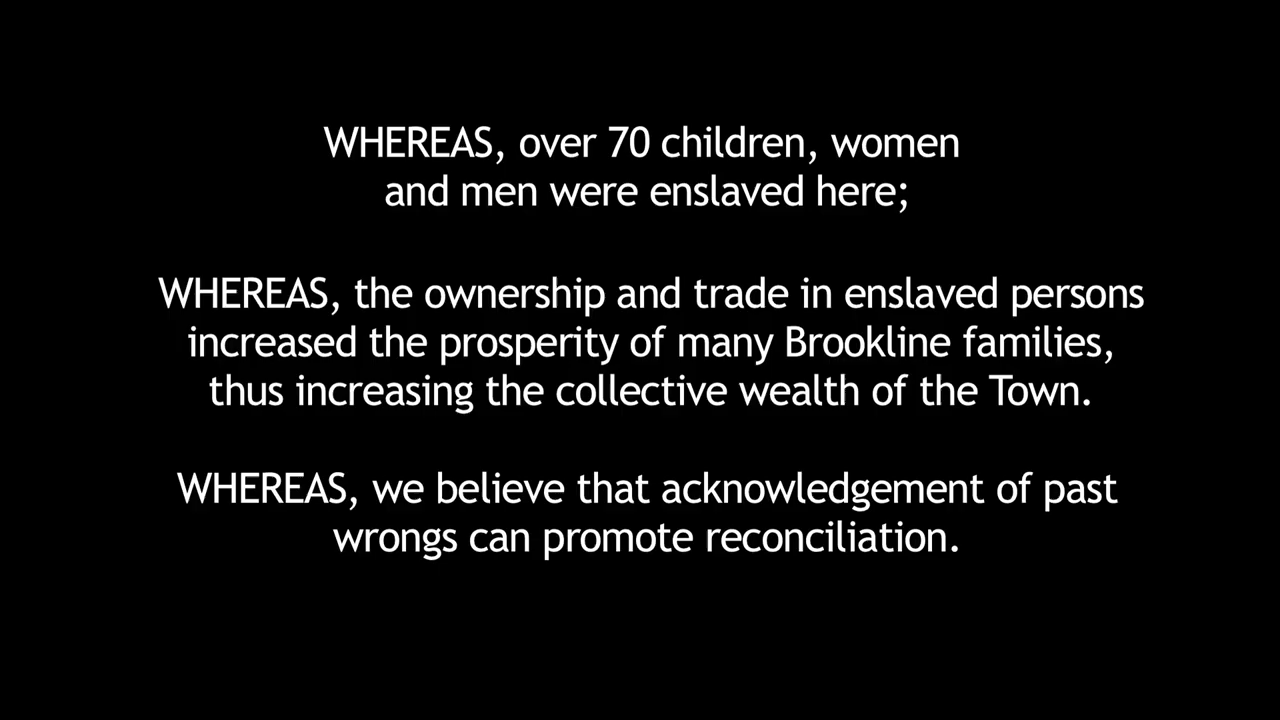 WHEREAS, over 70 children, women
and men were enslaved here;
WHEREAS, the ownership and trade in enslaved persons
increased the prosperity of many Brookline families,
thus increasing the collective wealth of the Town.
WHEREAS, we believe that acknowledgement of past
wrongs can promote reconciliation.